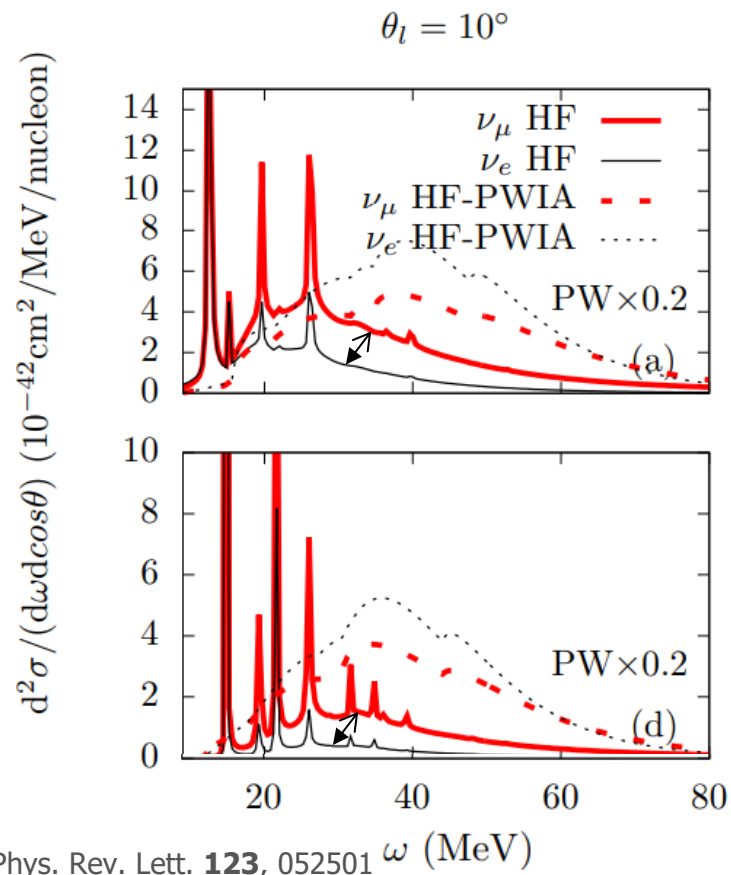 θ_l = 10°
d²σ/(dωdcosθ) (10⁻⁴²cm²/MeV/nucleon)
14
12
10
8
6
4
2
0
ν_μ HF
ν_e HF
ν_μ HF-PWIA
ν_e HF-PWIA
PW×0.2
(a)
10
8
6
4
2
0
PW×0.2
(d)
20 40 60 80
ω (MeV)
Phys. Rev. Lett. 123, 052501